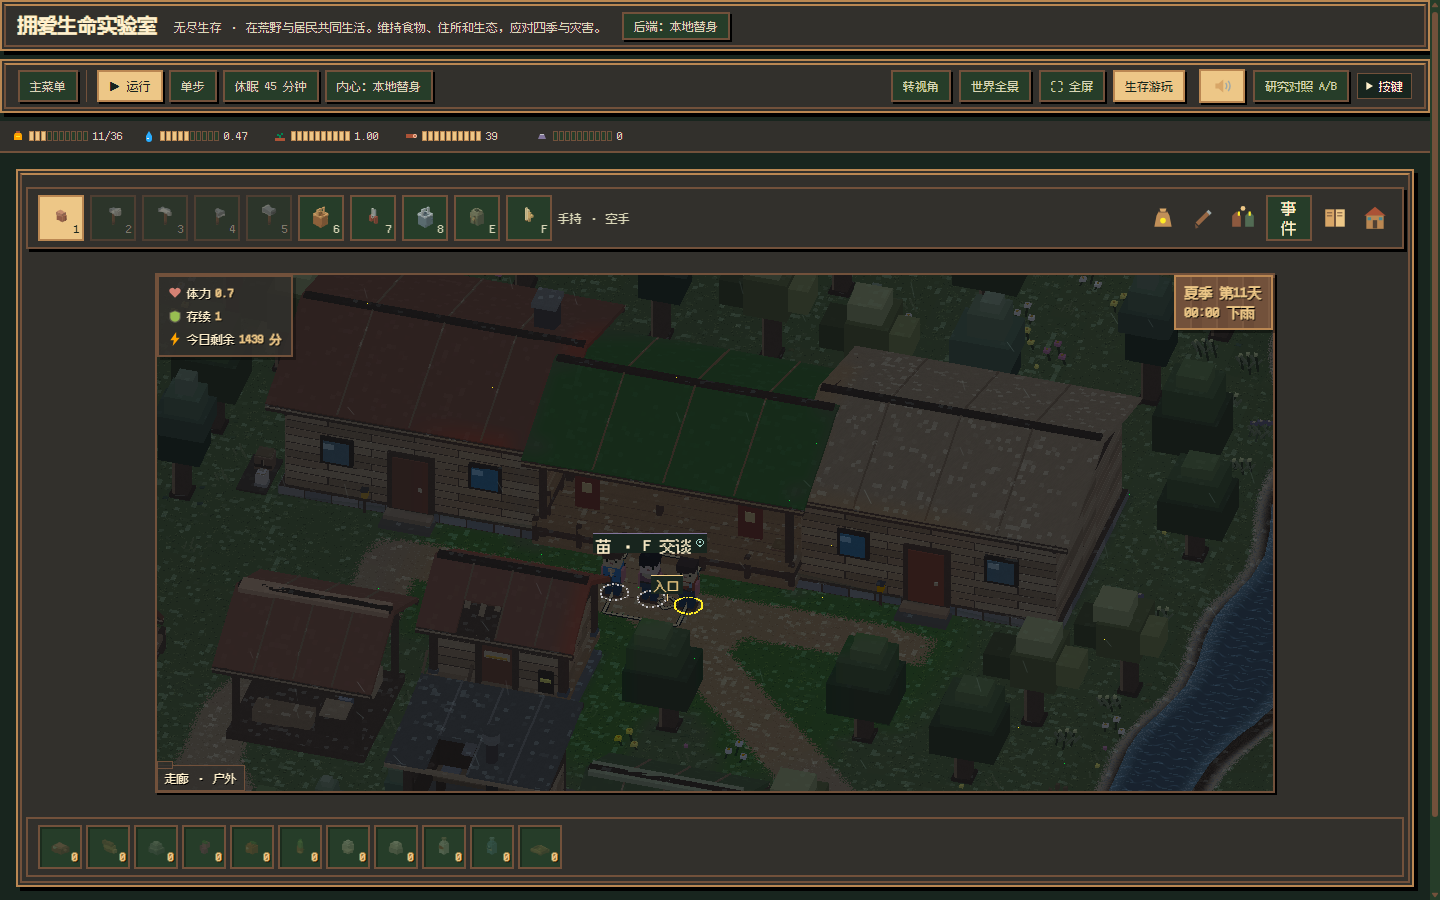 拥爱生命实验室
无尽生存 · 在荒野与居民共同生活。维持食物、住所和生态，应对四季与灾害。
后端: 本地替身
主菜单
▶ 运行
单步
休眠 45 分钟
内心: 本地替身
转视角
世界全景
全屏
生存游玩
研究对照 A/B
▶ 按键
11/36
0.47
1.00
39
0
1
2
3
4
5
6
7
8
E
F
手持 · 空手
事件
体力 0.7
存续 1
今日剩余 1439 分
夏季 第11天
00:00 下雨
苗 · F 交谈
入口
走廊 · 户外
0
0
0
0
0
0
0
0
0
0
0